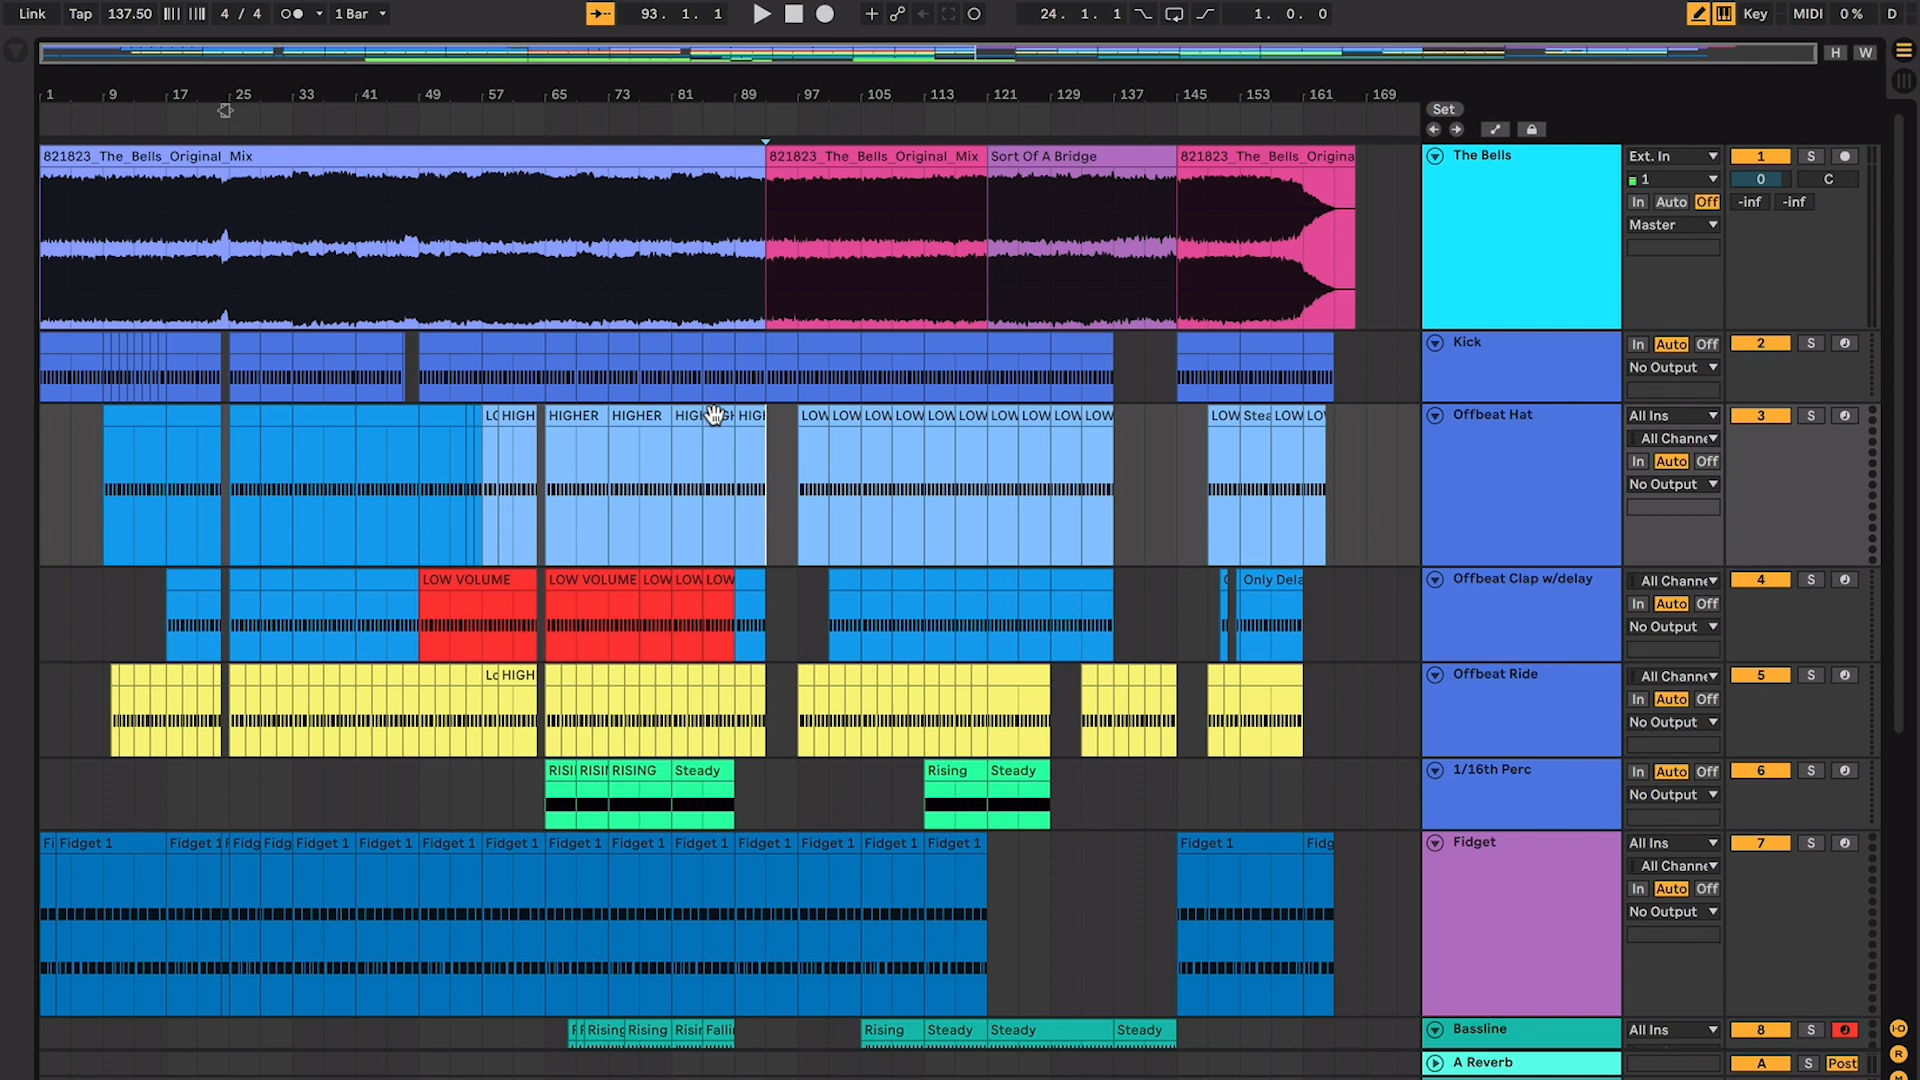 Link Tap 137.50 4 / 4 1 Bar 93. 1. 1 24. 1. 1 1. 0. 0 Key MIDI 0 % D
H W
1 9 17 25 33 41 49 57 65 73 81 89 97 105 113 121 129 137 145 153 161 169
Set
821823_The_Bells_Original_Mix 821823_The_Bells_Original_Mix Sort Of A Bridge 821823_The_Bells_Origina The Bells Ext. In 1 S
1 0 C
In Auto Off -inf -inf
Master
Kick In Auto Off 2 S
No Output
HIGH HIGHER HIGHER HIGH LOW LOW LOW LOW LOW LOW LOW LOW LOW LOW LOW Stea LOW LO Offbeat Hat All Ins 3 S
All Channe
In Auto Off
No Output
LOW VOLUME LOW VOLUME LOW LOW LOW Only Dela Offbeat Clap w/delay All Channe 4 S
In Auto Off
No Output
Lo HIGH Offbeat Ride All Channe 5 S
In Auto Off
No Output
RISII RISII RISING Steady Rising Steady 1/16th Perc In Auto Off 6 S
No Output
Fi Fidget 1 Fidget 1 F Fidg Fidg Fidget 1 Fidget 1 Fidget 1 Fidget 1 Fidget 1 Fidget 1 Fidget 1 Fidget 1 Fidget 1 Fidget 1 Fidget 1 Fidget 1 Fidg Fidget All Ins 7 S
All Channe
In Auto Off
No Output
Rising Rising Risir Falli Rising Steady Steady Steady Bassline All Ins 8 S
A Reverb A S Post
I-O
R